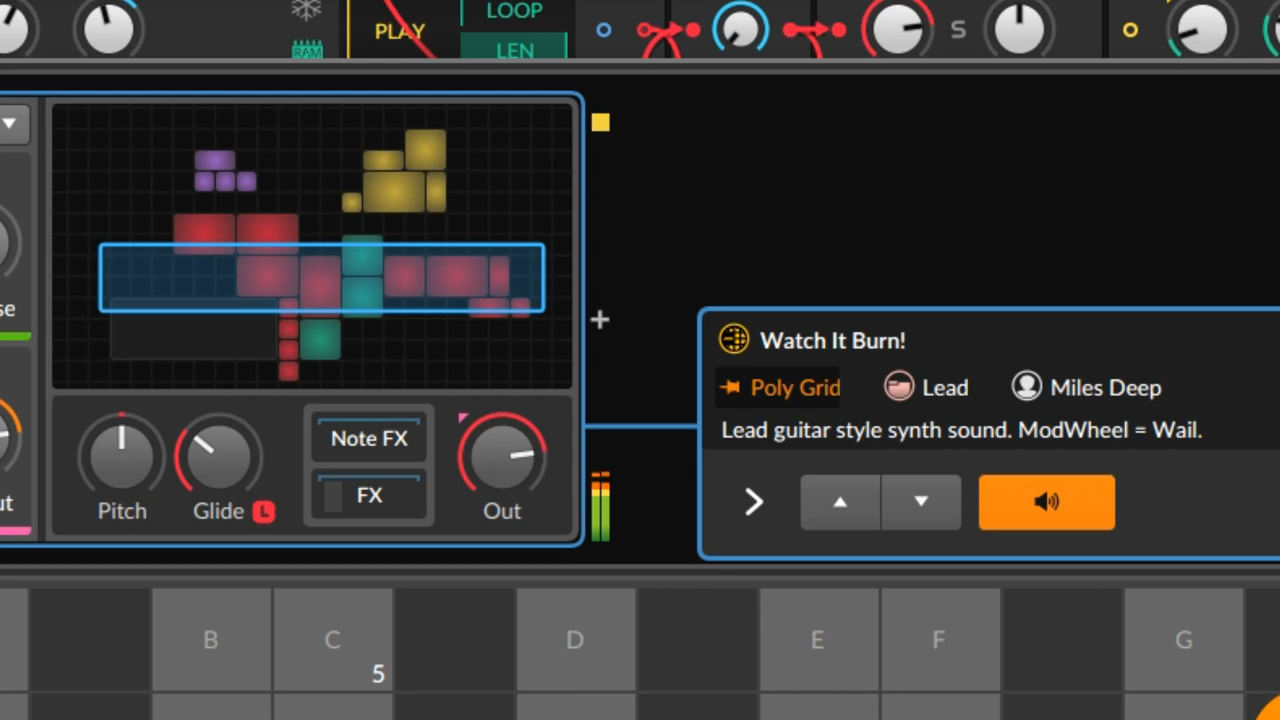 LOOP
PLAY
LEN
RAM
S
se
Watch It Burn!
Poly Grid
Lead
Miles Deep
Lead guitar style synth sound. ModWheel = Wail.
Note FX
FX
ut
Pitch
Glide L
Out
B
C
D
E
F
G
5